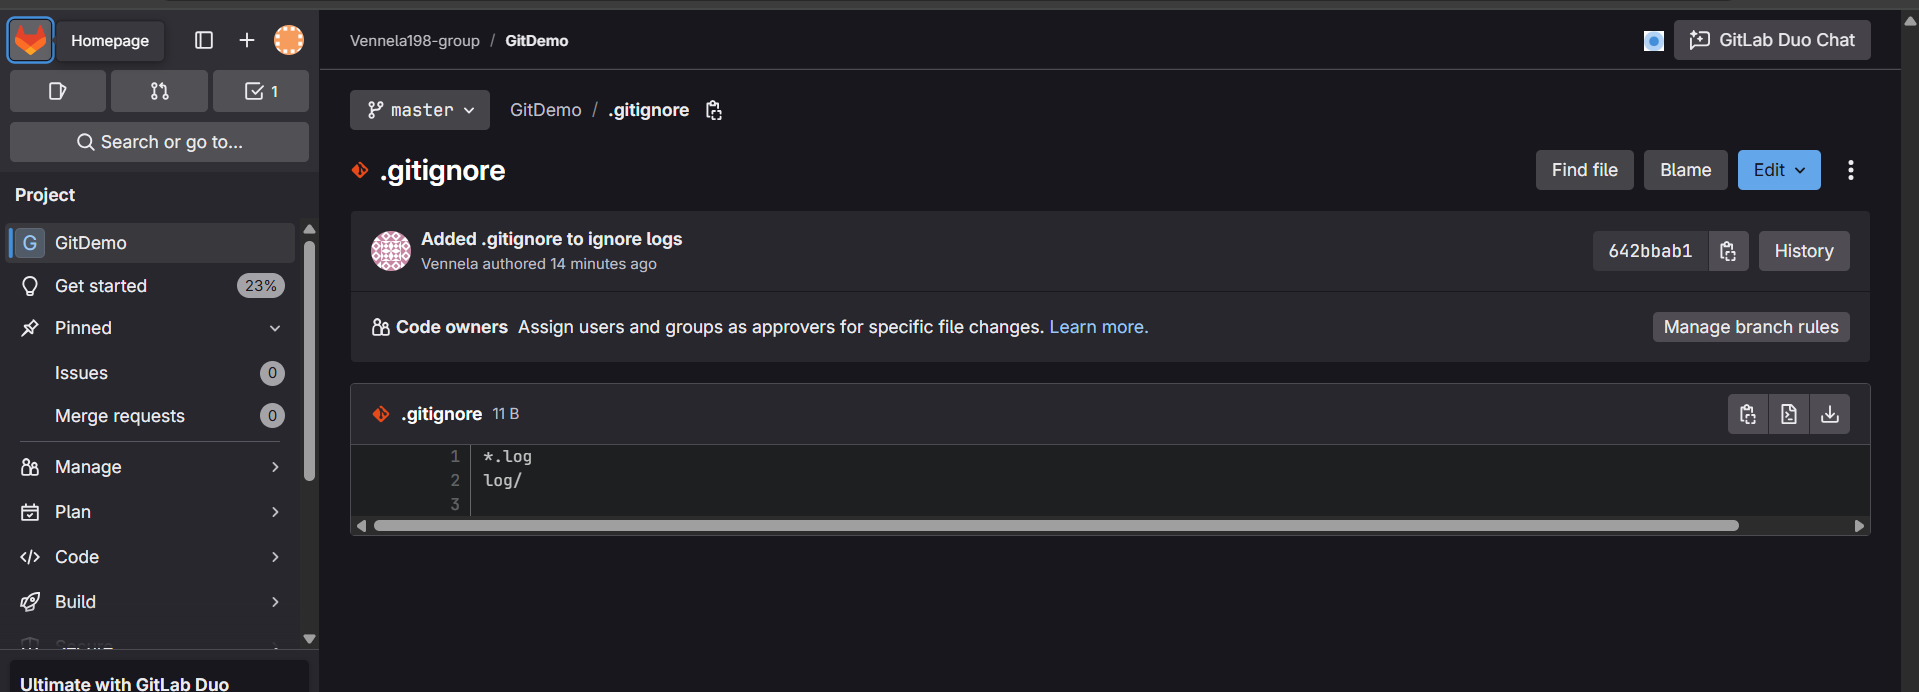 Homepage
1
Search or go to...
Project
G GitDemo
Get started 23%
Pinned
Issues 0
Merge requests 0
Manage
Plan
Code
Build
Ultimate with GitLab Duo
Vennela198-group / GitDemo
GitLab Duo Chat
master
GitDemo / .gitignore
.gitignore
Find file
Blame
Edit
Added .gitignore to ignore logs
Vennela authored 14 minutes ago
642bbab1
History
Code owners Assign users and groups as approvers for specific file changes. Learn more.
Manage branch rules
.gitignore 11 B
1 *.log
2 log/
3